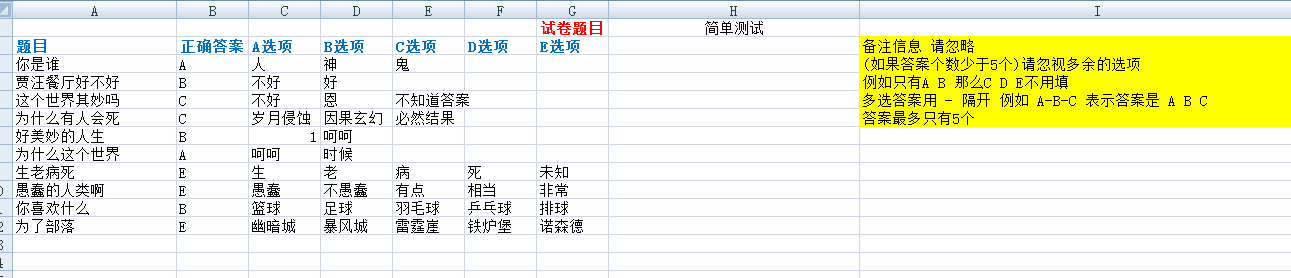 A B C D E F G H I
试卷题目 简单测试
题目 正确答案 A选项 B选项 C选项 D选项 E选项 备注信息 请忽略
你是谁 A 人 神 鬼 (如果答案个数少于5个)请忽视多余的选项
贾汪餐厅好不好 B 不好 好 例如只有A B 那么C D E不用填
这个世界其妙吗 C 不好 恩 不知道答案 多选答案用 - 隔开 例如 A-B-C 表示答案是 A B C
为什么有人会死 C 岁月侵蚀 因果玄幻 必然结果 答案最多只有5个
好美妙的人生 B 1 呵呵
为什么这个世界 A 呵呵 时候
生老病死 E 生 老 病 死 未知
愚蠢的人类啊 E 愚蠢 不愚蠢 有点 相当 非常
你喜欢什么 B 篮球 足球 羽毛球 乒乓球 排球
为了部落 E 幽暗城 暴风城 雷霆崖 铁炉堡 诺森德